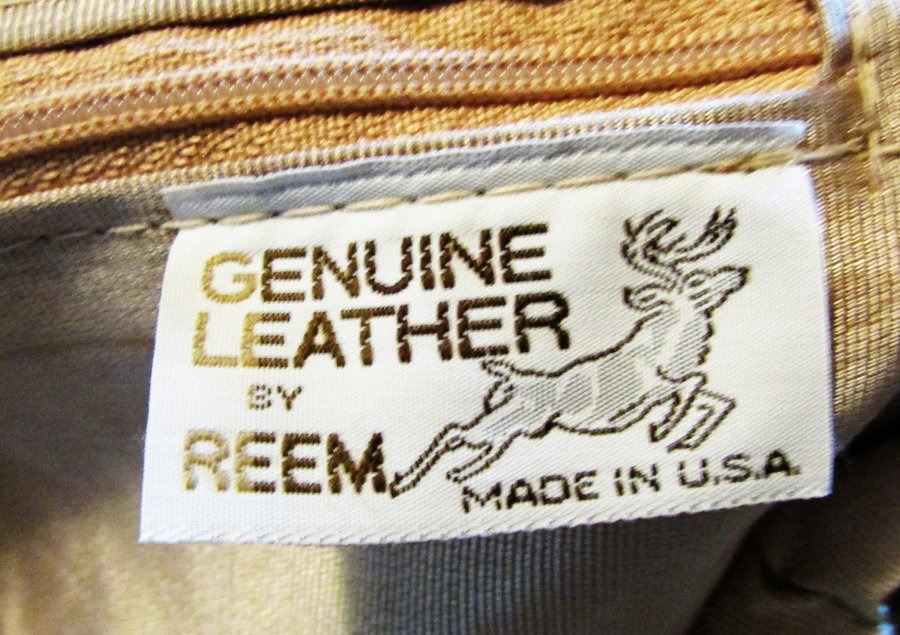 GENUINE
LEATHER
BY
REEM.
MADE IN U.S.A.